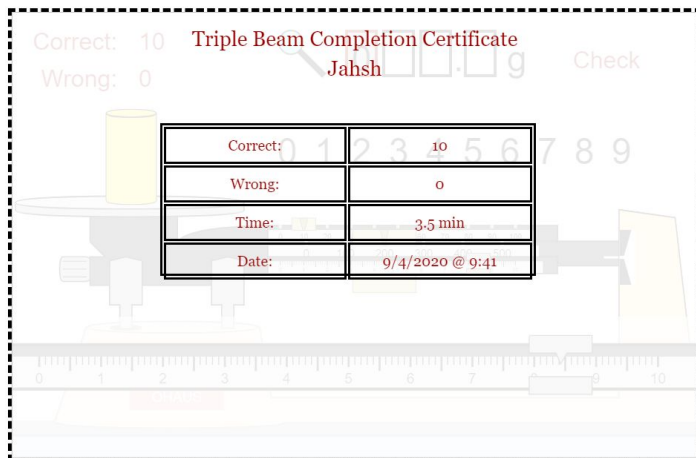 Correct: 10
Wrong: 0
Triple Beam Completion Certificate
Jahsh
g
Check
0 1 2 3 4 5 6 7 8 9
Correct: 10
Wrong: 0
Time: 3.5 min
Date: 9/4/2020 @ 9:41
0 1 2 3 4 5 6 7 8 9 10